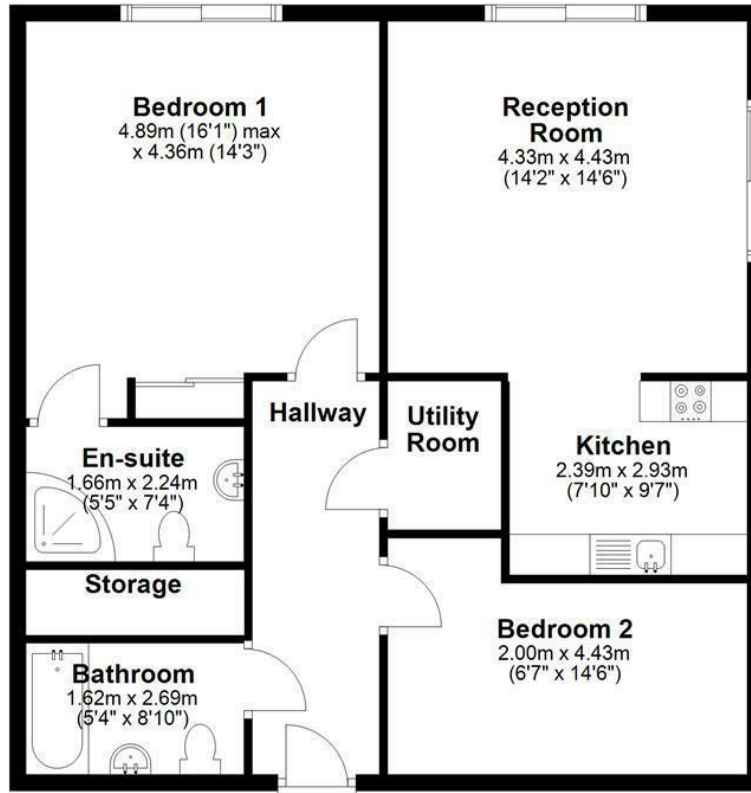 Bedroom 1
4.89m (16'1") max
x 4.36m (14'3")
Reception
Room
4.33m x 4.43m
(14'2" x 14'6")
Hallway
Utility
Room
Kitchen
2.39m x 2.93m
(7'10" x 9'7")
En-suite
1.66m x 2.24m
(5'5" x 7'4")
Storage
Bedroom 2
2.00m x 4.43m
(6'7" x 14'6")
Bathroom
1.62m x 2.69m
(5'4" x 8'10")